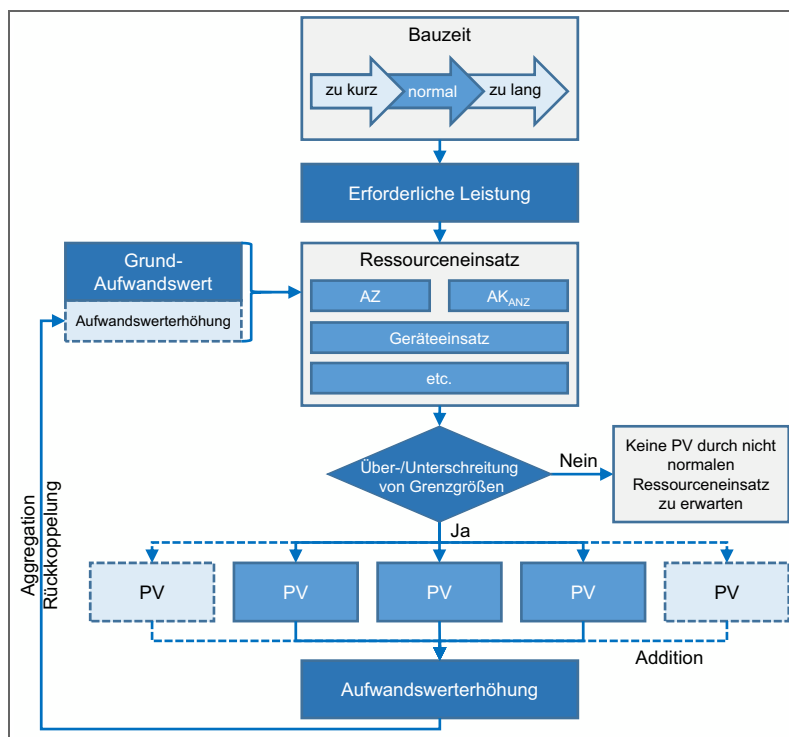 Bauzeit
zu kurz
normal
zu lang
Erforderliche Leistung
Grund-
Aufwandswert
Aufwandswerterhöhung
Ressourceneinsatz
AZ
AK_ANZ
Geräteeinsatz
etc.
Über-/Unterschreitung
von Grenzgrößen
Nein
Keine PV durch nicht
normalen
Ressourceneinsatz
zu erwarten
Ja
Aggregation
Rückkoppelung
PV
PV
PV
PV
PV
Addition
Aufwandswerterhöhung